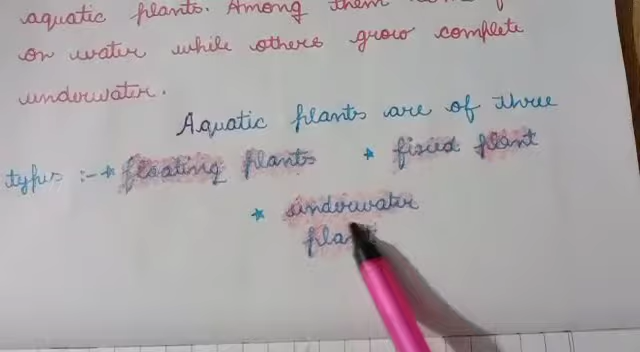 aquatic plants. Among them
on water while others grow complete
underwater.
Aquatic plants are of three
types :- * floating plants * fixed plant
* underwater
plant